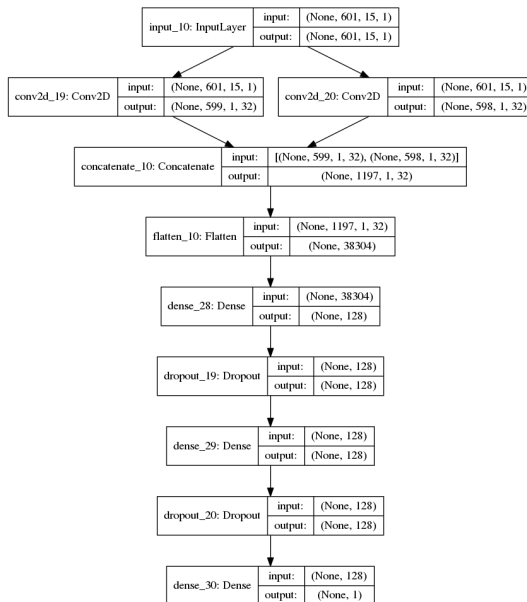 input_10: InputLayer
input: (None, 601, 15, 1)
output: (None, 601, 15, 1)
conv2d_19: Conv2D
input: (None, 601, 15, 1)
output: (None, 599, 1, 32)
conv2d_20: Conv2D
input: (None, 601, 15, 1)
output: (None, 598, 1, 32)
concatenate_10: Concatenate
input: [(None, 599, 1, 32), (None, 598, 1, 32)]
output: (None, 1197, 1, 32)
flatten_10: Flatten
input: (None, 1197, 1, 32)
output: (None, 38304)
dense_28: Dense
input: (None, 38304)
output: (None, 128)
dropout_19: Dropout
input: (None, 128)
output: (None, 128)
dense_29: Dense
input: (None, 128)
output: (None, 128)
dropout_20: Dropout
input: (None, 128)
output: (None, 128)
dense_30: Dense
input: (None, 128)
output: (None, 1)